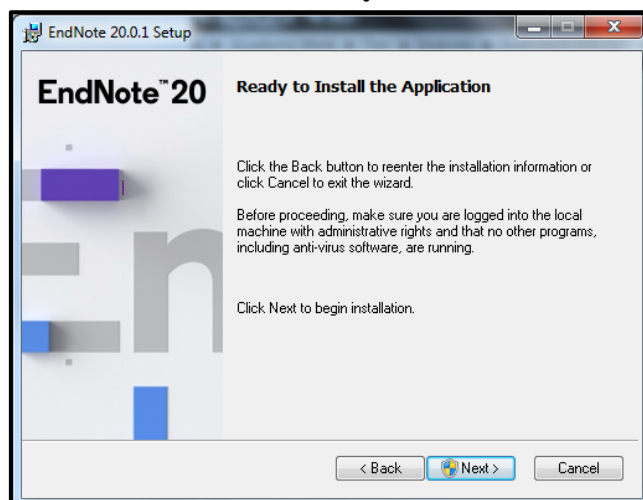 EndNote 20.0.1 Setup
EndNote™20
Ready to Install the Application
Click the Back button to reenter the installation information or
click Cancel to exit the wizard.
Before proceeding, make sure you are logged into the local
machine with administrative rights and that no other programs,
including anti-virus software, are running.
Click Next to begin installation.
En
< Back
Next >
Cancel